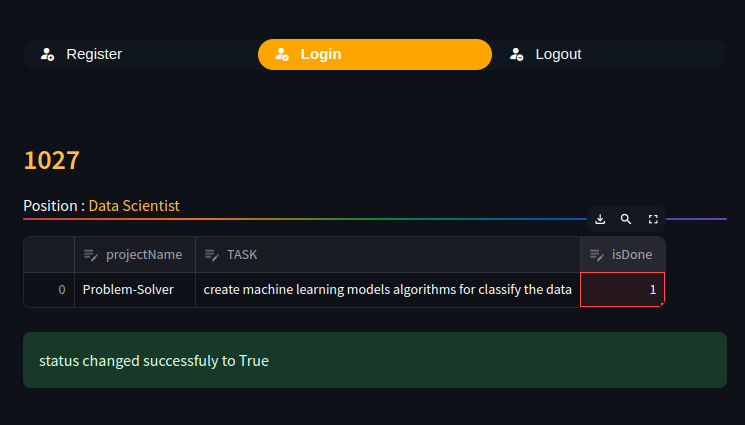 Register Login Logout
1027
Position : Data Scientist
projectName TASK isDone
0 Problem-Solver create machine learning models algorithms for classify the data 1
status changed successfuly to True